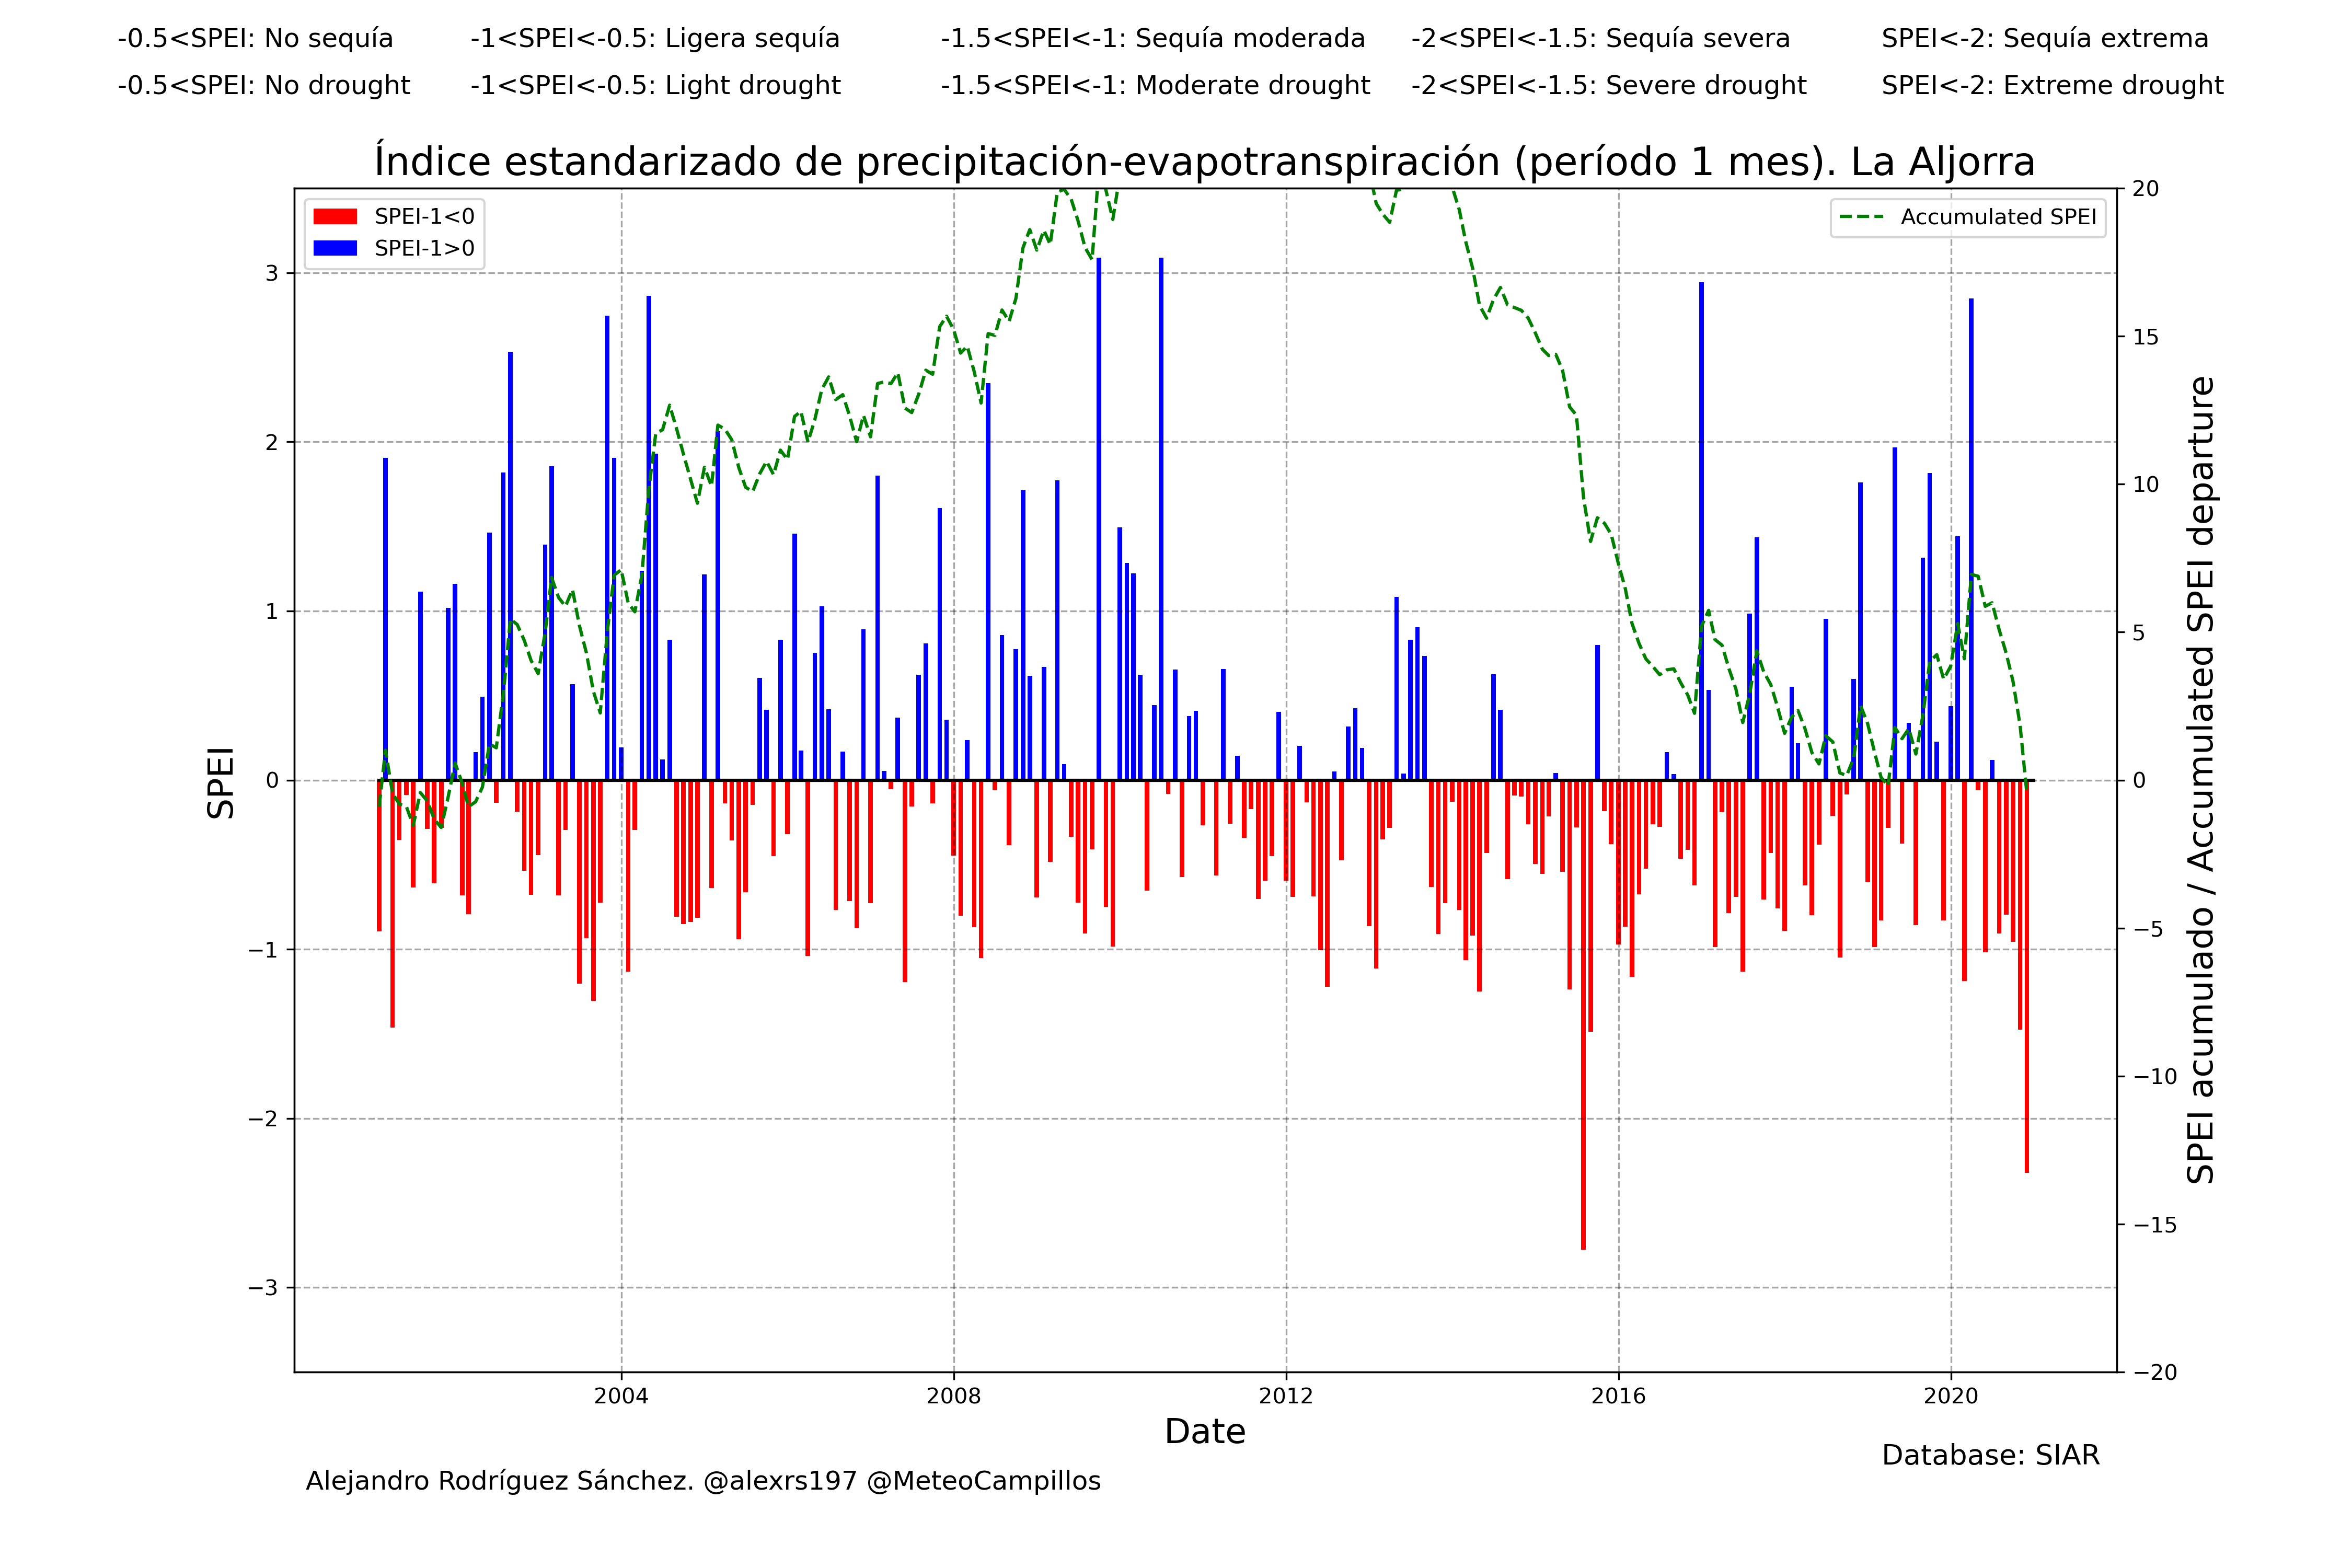 -0.5<SPEI: No sequía -1<SPEI<-0.5: Ligera sequía -1.5<SPEI<-1: Sequía moderada -2<SPEI<-1.5: Sequía severa SPEI<-2: Sequía extrema
-0.5<SPEI: No drought -1<SPEI<-0.5: Light drought -1.5<SPEI<-1: Moderate drought -2<SPEI<-1.5: Severe drought SPEI<-2: Extreme drought
Índice estandarizado de precipitación-evapotranspiración (período 1 mes). La Aljorra
SPEI-1<0
SPEI-1>0
Accumulated SPEI
SPEI
3
2
1
0
−1
−2
−3
20
15
10
5
0
−5
−10
−15
−20
SPEI acumulado / Accumulated SPEI departure
2004 2008 2012 2016 2020
Date
Database: SIAR
Alejandro Rodríguez Sánchez. @alexrs197 @MeteoCampillos